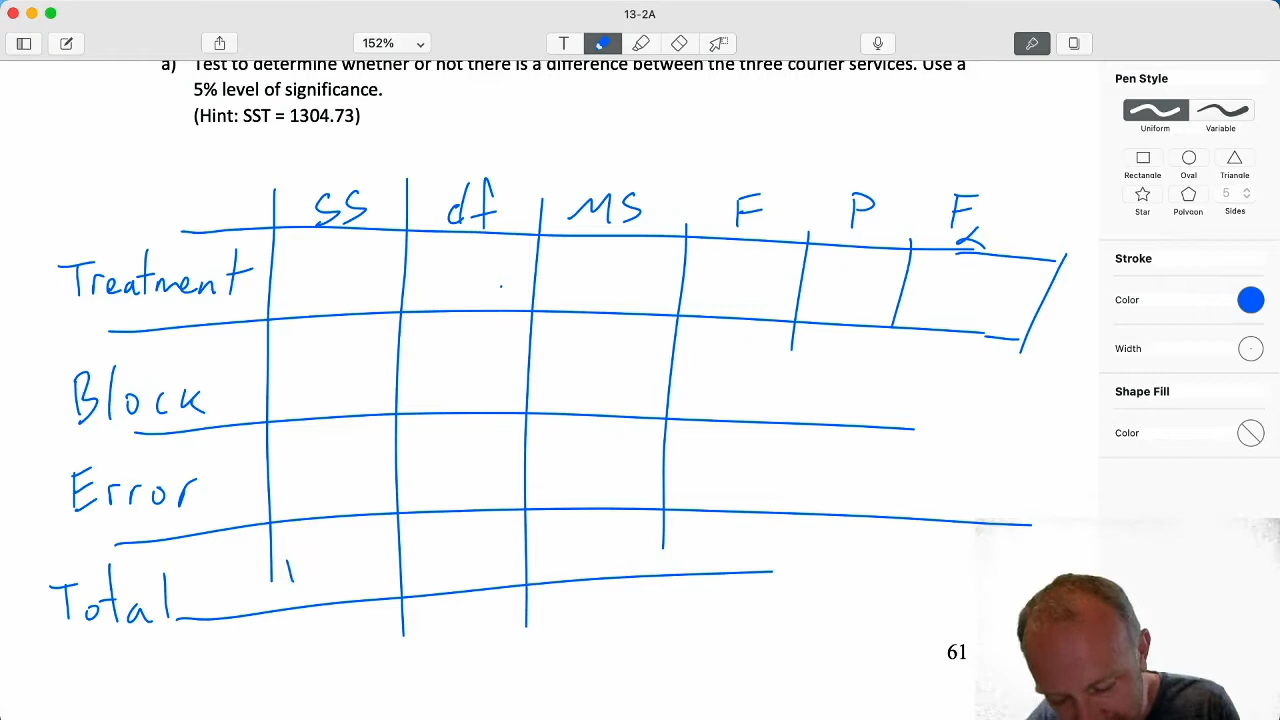 13-2A
152%
T
a) Test to determine whether or not there is a difference between the three courier services. Use a
5% level of significance.
(Hint: SST = 1304.73)
SS df MS F P Fα
Treatment
Block
Error
Total
61
Pen Style
Uniform Variable
Rectangle Oval Triangle
5
Star Polygon Sides
Stroke
Color
Width
Shape Fill
Color